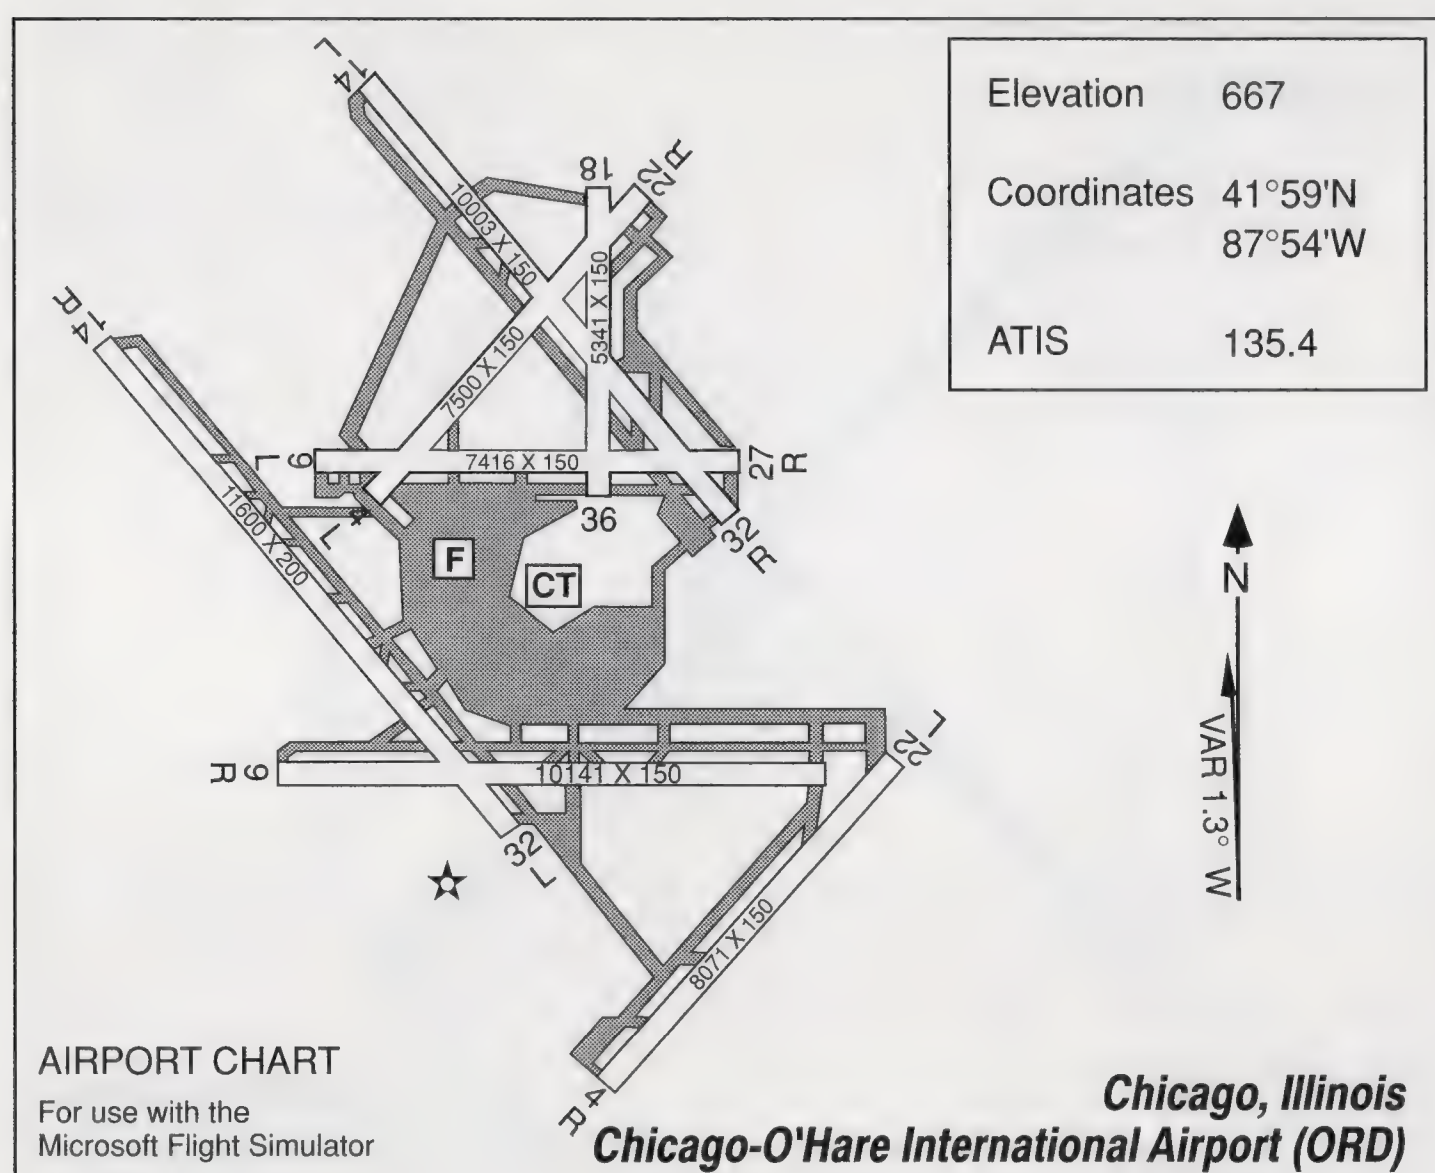 Elevation 667
Coordinates 41°59'N
87°54'W
ATIS 135.4
14
L
18
22
R
10003 X 150
5341 X 150
7500 X 150
14
R
9
L
7416 X 150
27
R
4
L
36
32
R
11600 X 200
F
CT
N
VAR 1.3° W
9
R
10141 X 150
22
L
32
L
8071 X 150
4
R
AIRPORT CHART
For use with the
Microsoft Flight Simulator
Chicago, Illinois
Chicago-O'Hare International Airport (ORD)